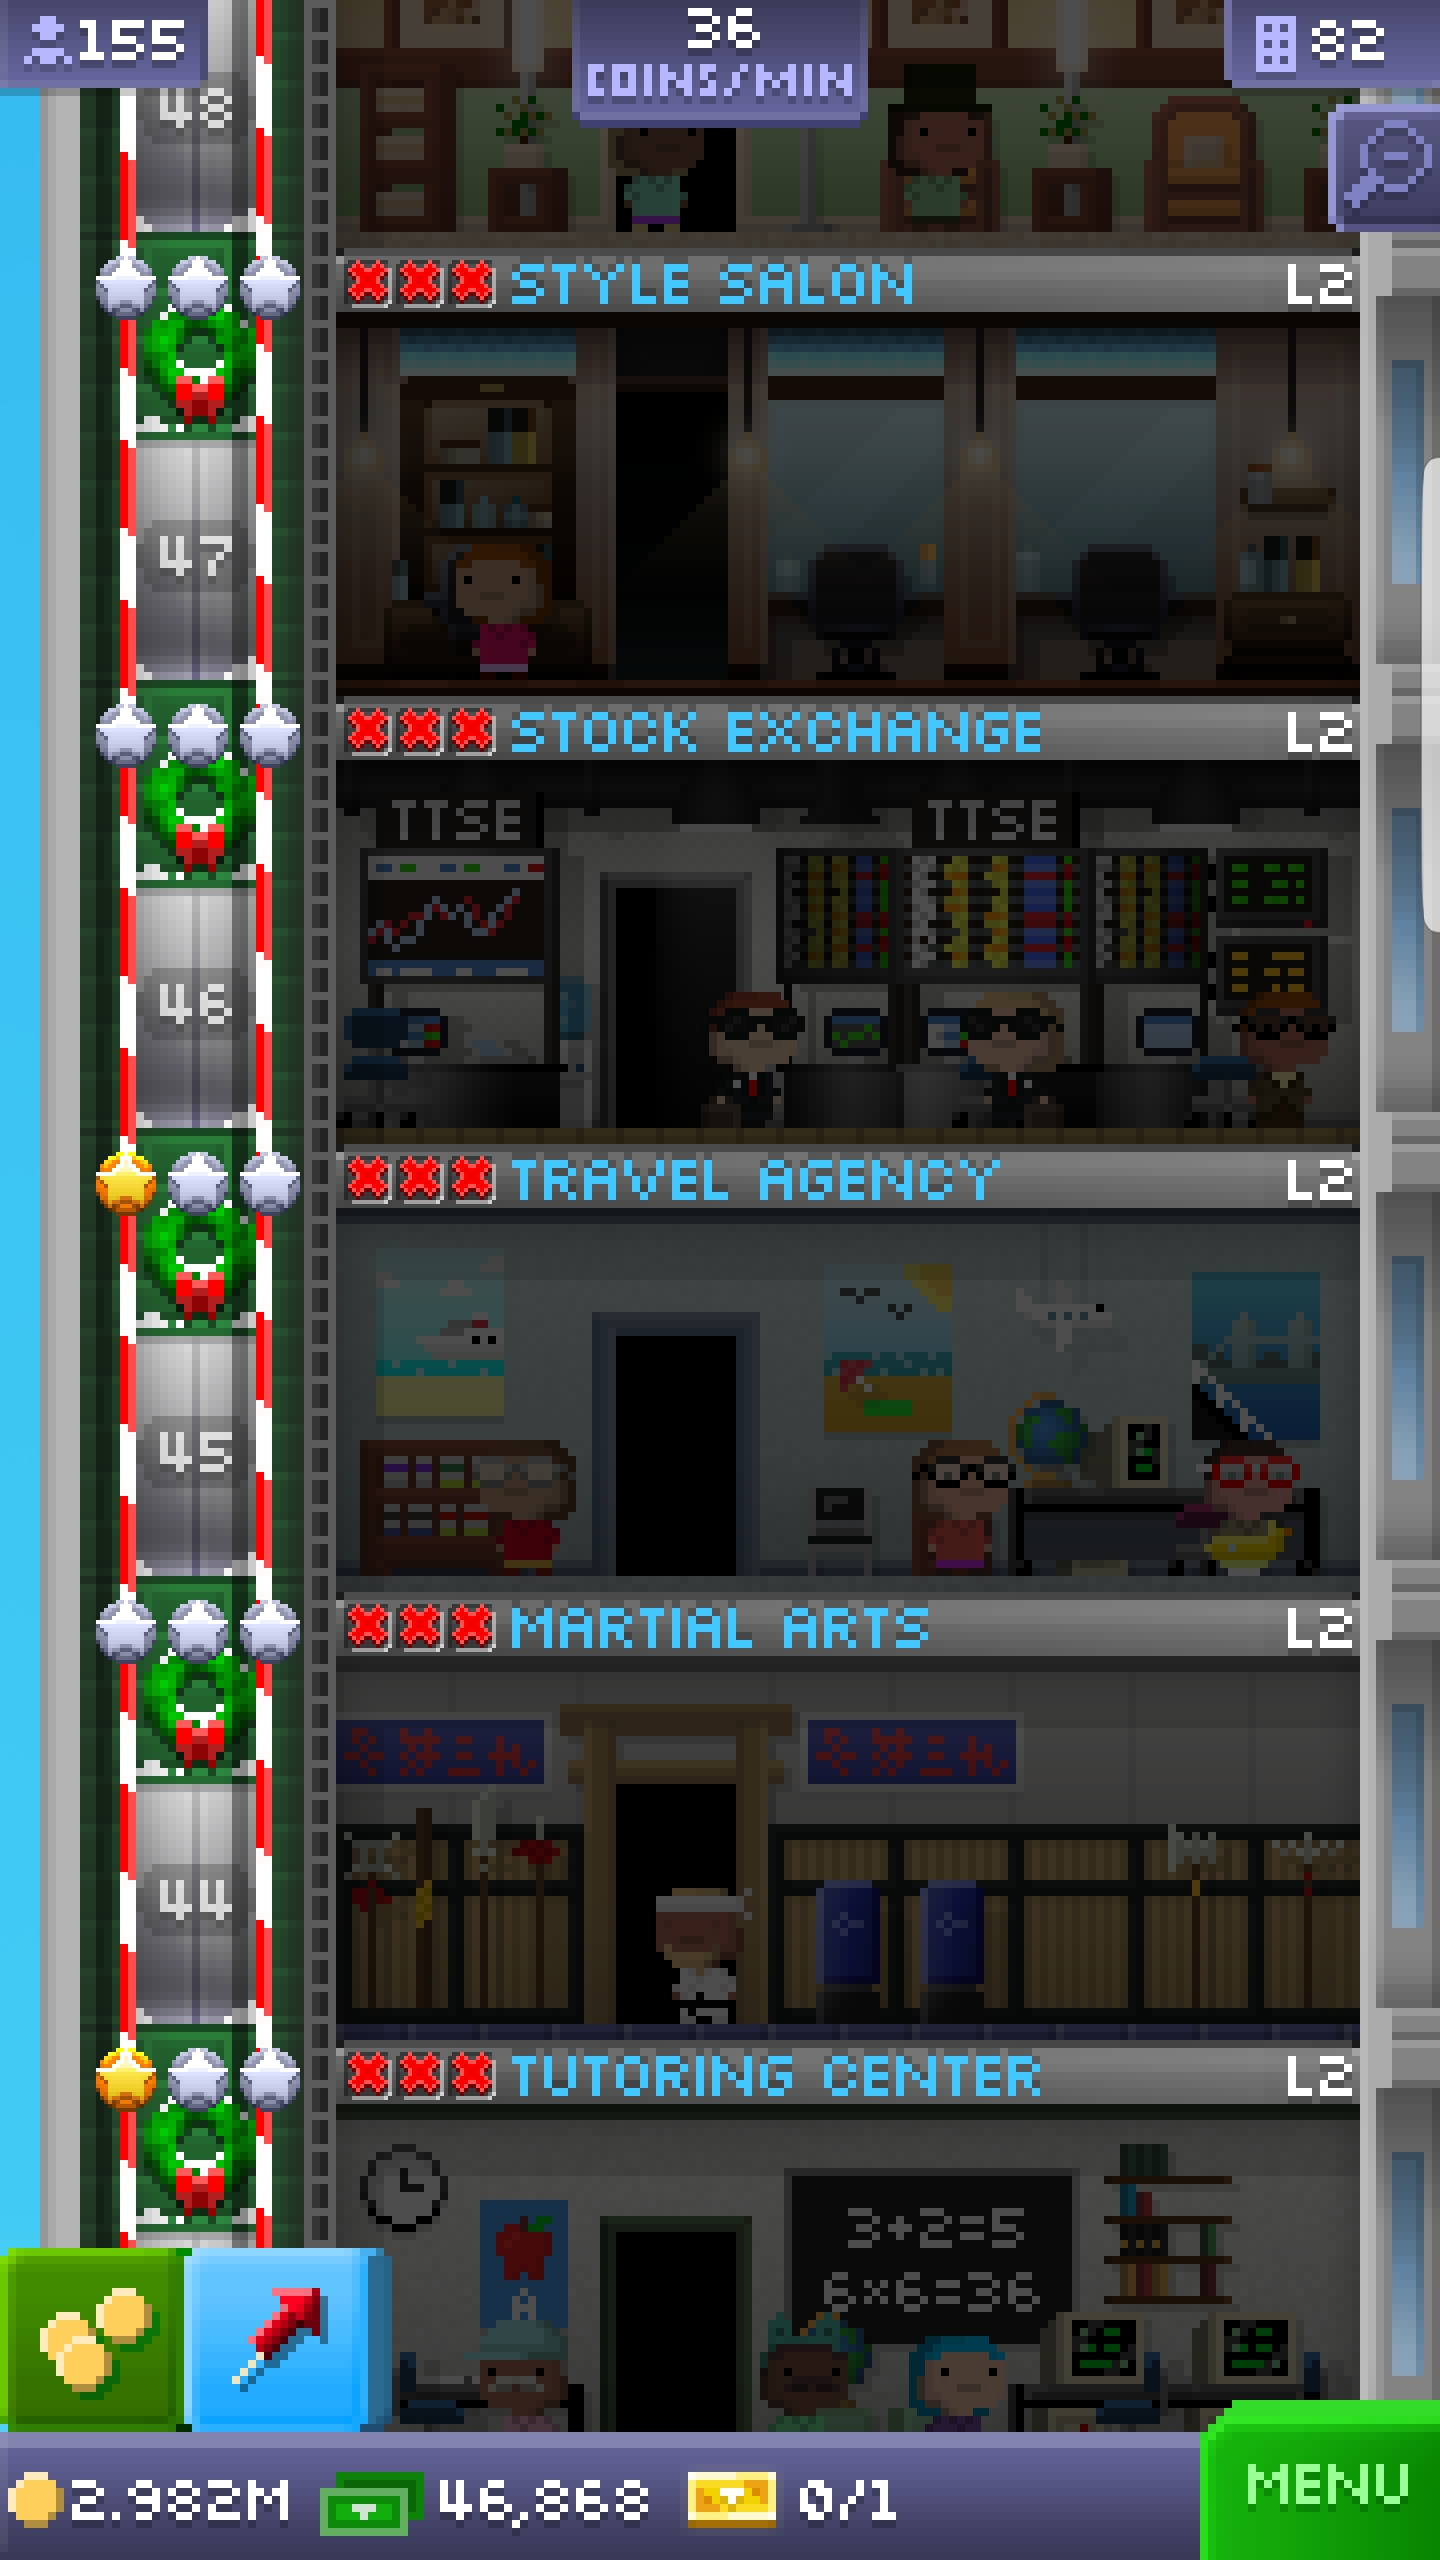 155
36
COINS/MIN
82
48
STYLE SALON L2
47
STOCK EXCHANGE L2
TTSE TTSE
46
TRAVEL AGENCY L2
45
MARTIAL ARTS L2
44
TUTORING CENTER L2
3+2=5
6×6=36
A
2.982M 46,868 0/1
MENU